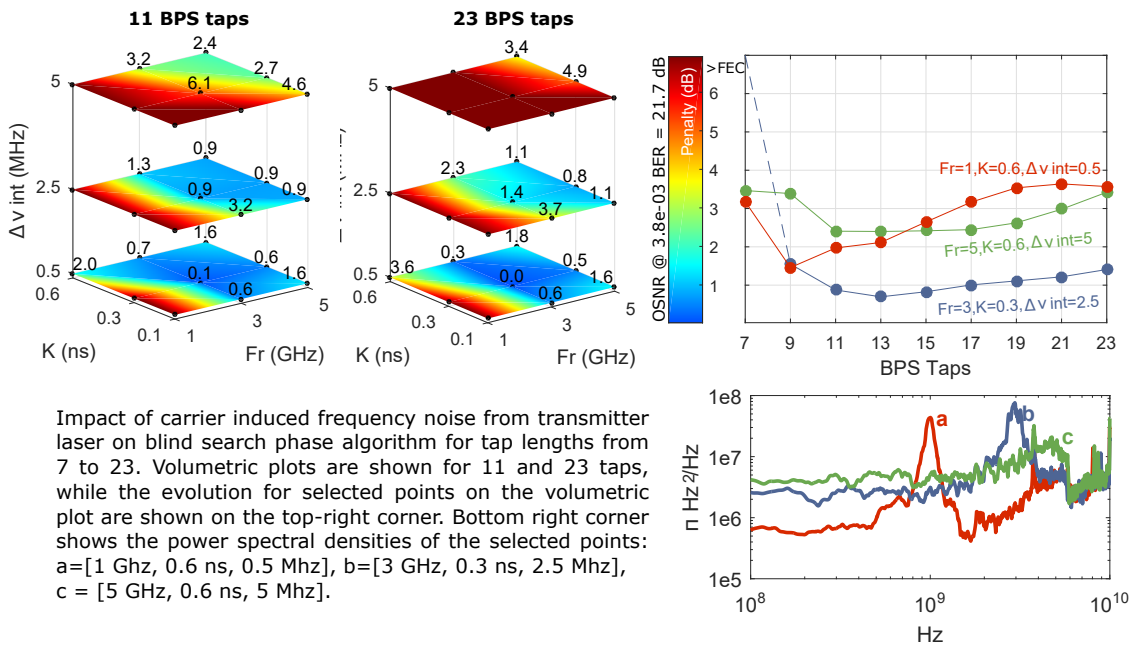 11 BPS taps
2.4
3.2
2.7
5
6.1
4.6
0.9
1.3
0.9
2.5
0.9
0.9
3.2
1.6
0.7
0.6
0.5
2.0
0.1
1.6
0.6
0.6
0.3
0.1
1
3
5
Δ ν int (MHz)
K (ns)
Fr (GHz)
23 BPS taps
3.4
4.9
5
1.1
2.3
0.8
2.5
1.4
1.1
3.7
1.8
0.3
0.5
0.5
3.6
0.0
1.6
0.6
0.6
0.3
0.1
1
3
5
K (ns)
Fr (GHz)
OSNR @ 3.8e-03 BER = 21.7 dB
Penalty (dB)
>FEC
6
5
4
3
2
1
Fr=1,K=0.6,Δ ν int=0.5
Fr=5,K=0.6,Δ ν int=5
Fr=3,K=0.3,Δ ν int=2.5
7 9 11 13 15 17 19 21 23
BPS Taps
Impact of carrier induced frequency noise from transmitter
laser on blind search phase algorithm for tap lengths from
7 to 23. Volumetric plots are shown for 11 and 23 taps,
while the evolution for selected points on the volumetric
plot are shown on the top-right corner. Bottom right corner
shows the power spectral densities of the selected points:
a=[1 Ghz, 0.6 ns, 0.5 Mhz], b=[3 GHz, 0.3 ns, 2.5 Mhz],
c = [5 GHz, 0.6 ns, 5 Mhz].
1e8
1e7
1e6
1e5
п Hz²/Hz
a
b
c
10⁸ 10⁹ 10¹⁰
Hz